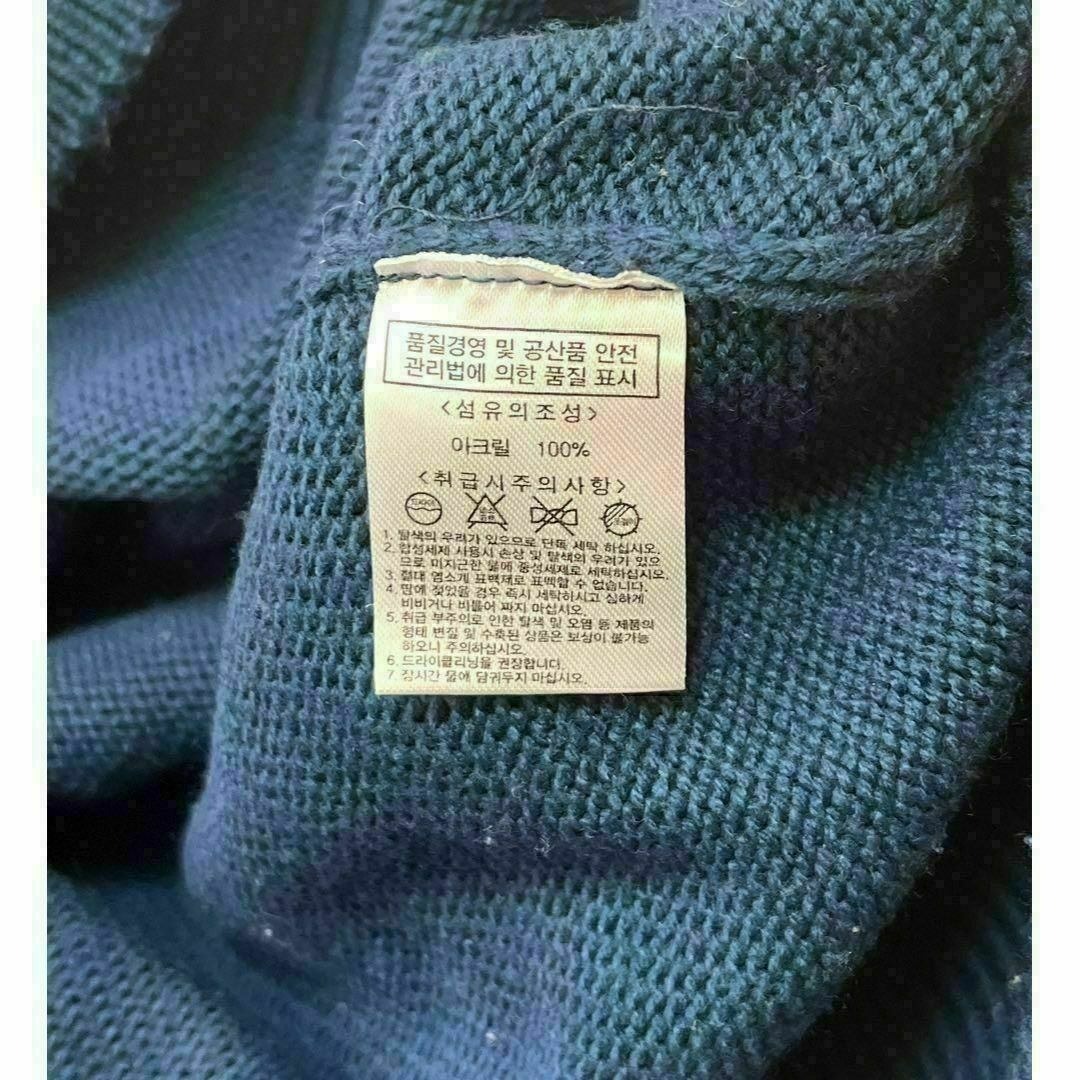 품질경영 및 공산품 안전
관리법에 의한 품질 표시
<섬유의조성>
아크릴 100%
<취급시주의사항>
드라이
염소
표백
1. 탈색의 우려가 있으므로 단독 세탁 하십시오.
2. 합성세제 사용시 손상 및 탈색의 우려가 있으
므로 미지근한 물에 중성세제로 세탁하십시오.
3. 절대 염소계 표백제로 표백할 수 없습니다.
4. 땀에 젖었을 경우 즉시 세탁하시고 심하게
비비거나 비틀어 짜지 마십시오.
5. 취급 부주의로 인한 탈색 및 오염 등 제품의
형태 변질 및 수축된 상품은 보상이 불가능
하오니 주의하십시오.
6. 드라이클리닝을 권장합니다.
7. 장시간 물에 담궈두지 마십시오.